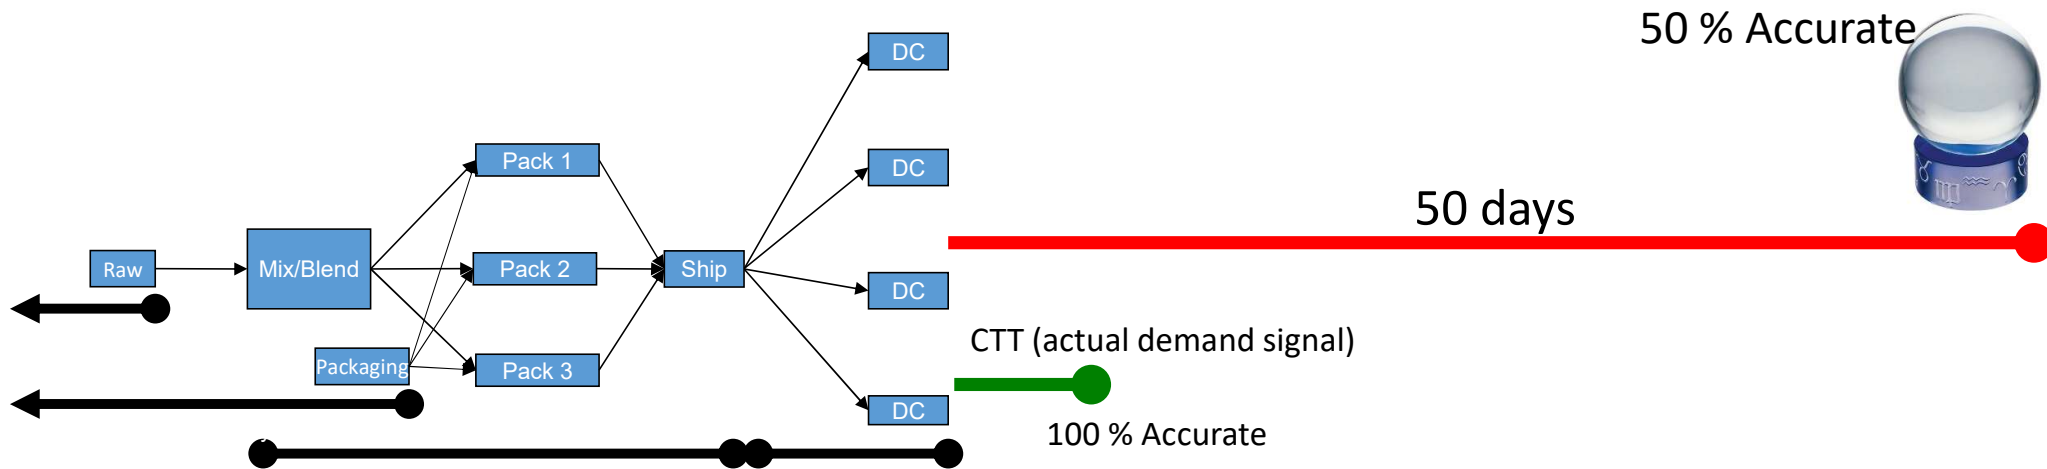 50 % Accurate
DC
Pack 1
DC
50 days
Raw
Mix/Blend
Pack 2
Ship
DC
CTT (actual demand signal)
Packaging
Pack 3
DC
100 % Accurate